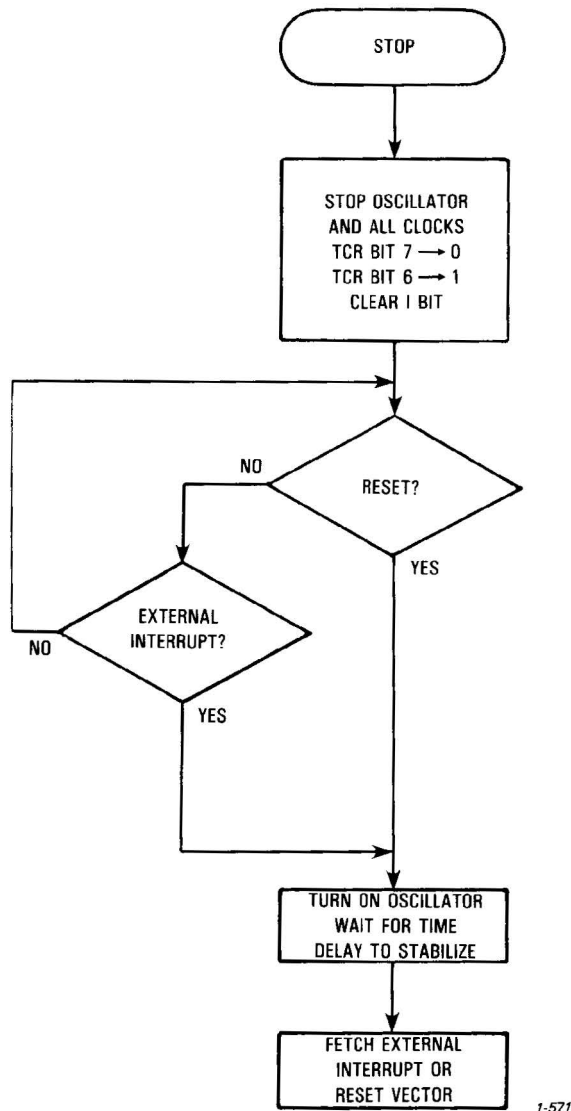 STOP
STOP OSCILLATOR
AND ALL CLOCKS
TCR BIT 7 → 0
TCR BIT 6 → 1
CLEAR I BIT
NO
RESET?
YES
EXTERNAL
INTERRUPT?
NO
YES
TURN ON OSCILLATOR
WAIT FOR TIME
DELAY TO STABILIZE
FETCH EXTERNAL
INTERRUPT OR
RESET VECTOR
1-571